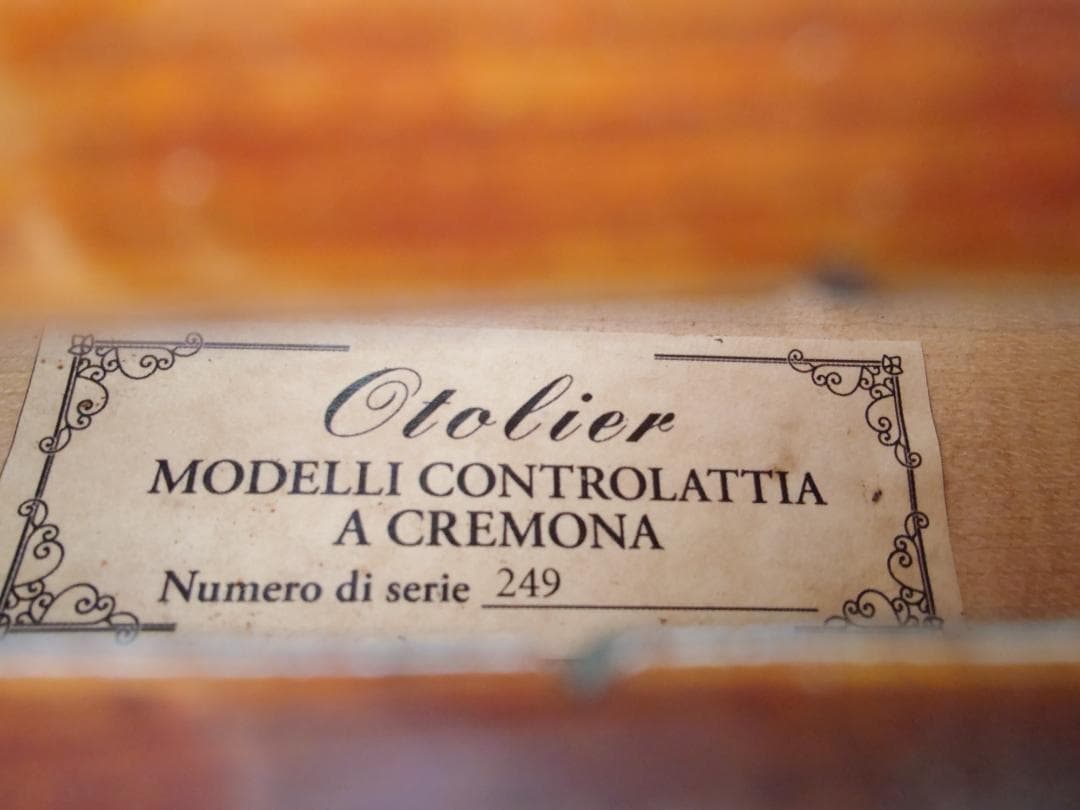 Otolier
MODELLI CONTROLATTIA
A CREMONA
Numero di serie 249